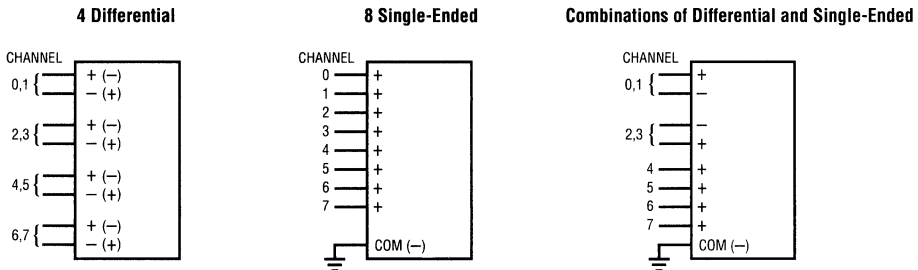 4 Differential
8 Single-Ended
Combinations of Differential and Single-Ended
CHANNEL
0,1 { + (–)
– (+)
2,3 { + (–)
– (+)
4,5 { + (–)
– (+)
6,7 { + (–)
– (+)
CHANNEL
0 +
1 +
2 +
3 +
4 +
5 +
6 +
7 +
COM (–)
CHANNEL
0,1 { +
–
2,3 { –
+
4 +
5 +
6 +
7 +
COM (–)